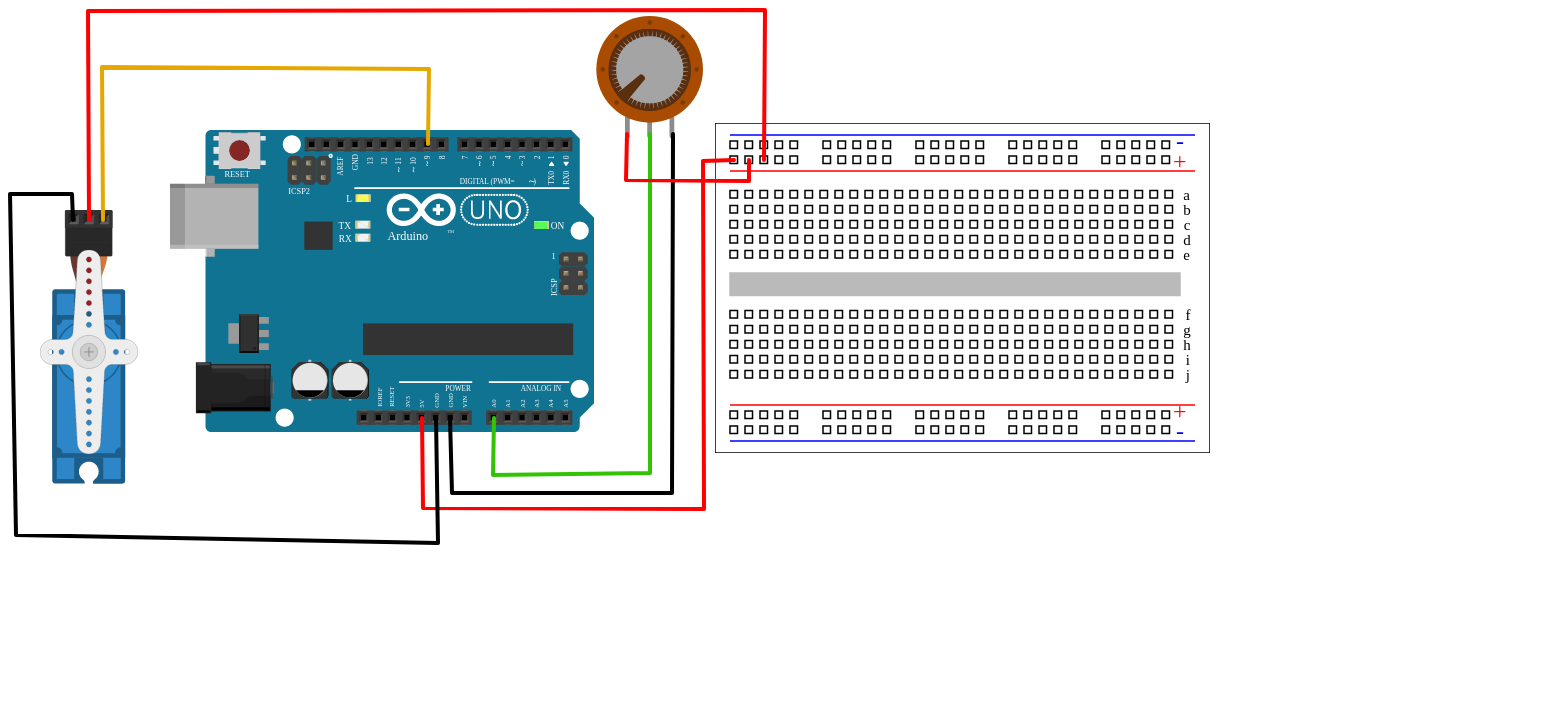 RESET
ICSP2
AREF
GND
13
12
~11
~10
~9
8
7
~6
~5
4
~3
2
TX0▶1
RX0◀0
DIGITAL (PWM= ~)
L
TX
RX
UNO
ON
Arduino
TM
1
ICSP
POWER
ANALOG IN
IOREF
RESET
3V3
5V
GND
GND
VIN
A0
A1
A2
A3
A4
A5
-
+
a
b
c
d
e
f
g
h
i
j
+
-